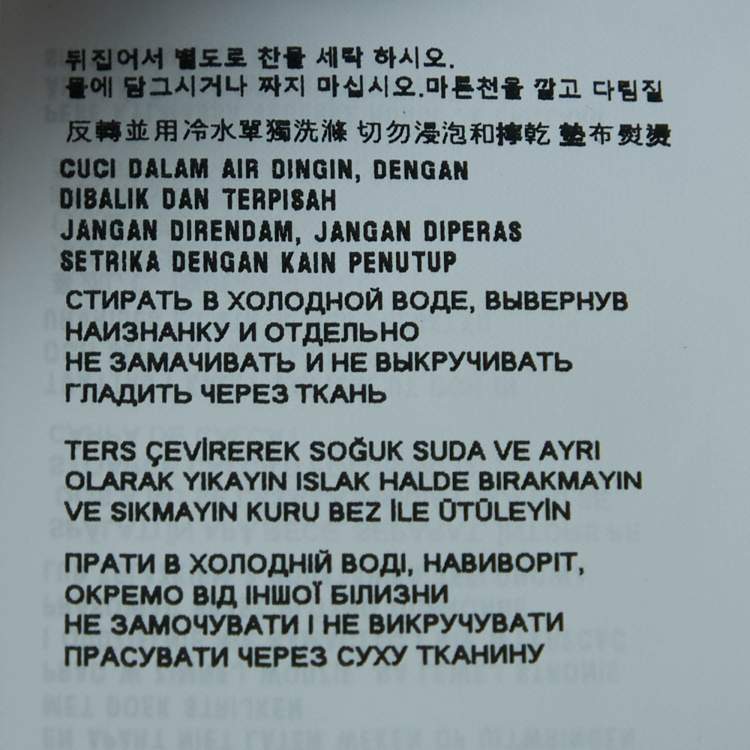 뒤집어서 별도로 찬물 세탁 하시오.
물에 담그시거나 짜지 마십시오.마른천을 깔고 다림질
反轉並用冷水單獨洗滌 切勿浸泡和擰乾 墊布熨燙
CUCI DALAM AIR DINGIN, DENGAN
DIBALIK DAN TERPISAH
JANGAN DIRENDAM, JANGAN DIPERAS
SETRIKA DENGAN KAIN PENUTUP
СТИРАТЬ В ХОЛОДНОЙ ВОДЕ, ВЫВЕРНУВ
НАИЗНАНКУ И ОТДЕЛЬНО
НЕ ЗАМАЧИВАТЬ И НЕ ВЫКРУЧИВАТЬ
ГЛАДИТЬ ЧЕРЕЗ ТКАНЬ
TERS ÇEVİREREK SOĞUK SUDA VE AYRI
OLARAK YIKAYIN ISLAK HALDE BIRAKMAYIN
VE SIKMAYIN KURU BEZ İLE ÜTÜLEYİN
ПРАТИ В ХОЛОДНІЙ ВОДІ, НАВИВОРІТ,
ОКРЕМО ВІД ІНШОЇ БІЛИЗНИ
НЕ ЗАМОЧУВАТИ І НЕ ВИКРУЧУВАТИ
ПРАСУВАТИ ЧЕРЕЗ СУХУ ТКАНИНУ